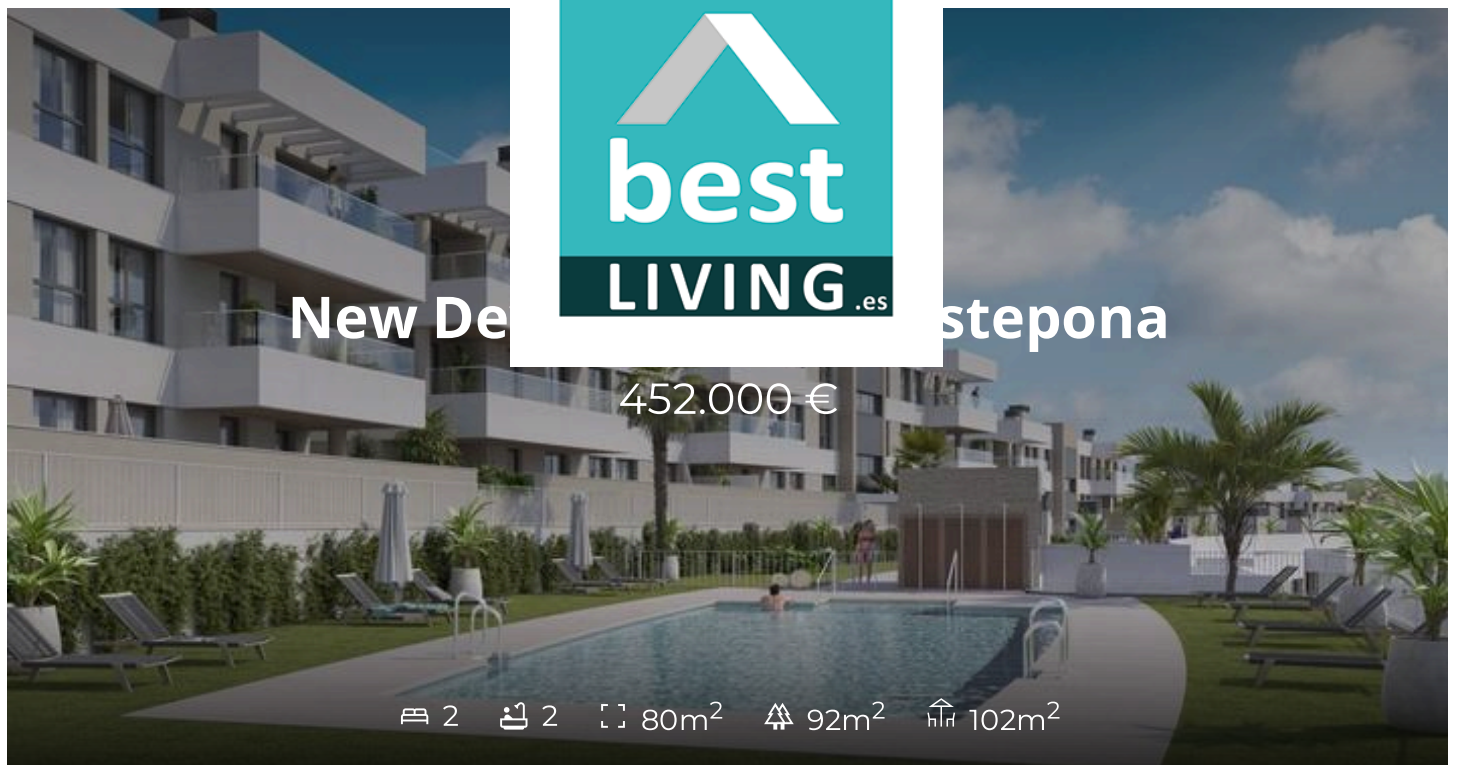 best
LIVING.es
New De stepona
452.000 €
2 2 80m² 92m² 102m²